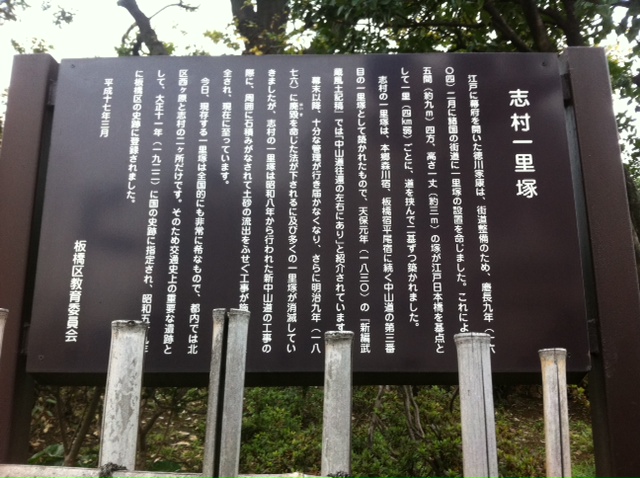 志村一里塚
江戸に幕府を開いた徳川家康は、街道整備のため、慶長九年(一六
〇四)二月に諸国の街道に一里塚の設置を命じました。これによ
五間(約九m)四方、高さ一丈(約三m)の塚が江戸日本橋を基点と
して一里(四km弱)ごとに、道を挟んで二基ずつ築かれました。
志村の一里塚は、本郷森川宿、板橋宿平尾宿に続く中山道の第三番
目の一里塚として築かれたもので、天保元年(一八三〇)の『新編武
蔵風土記稿』では「中山道往還の左右にあり」と紹介されています
幕末以降、十分な管理が行き届かなくなり、さらに明治九年(一八
七六)に廃毀を命じた法が下されるに及び多くの一里塚が消滅してい
きましたが、志村の一里塚は昭和八年から行われた新中山道の工事の
際に、周囲に石積みがなされて土砂の流出をふせぐ工事が施
全され、現在に至っています。
今日、現存する一里塚は全国的にも非常に希なもので、都内では北
区西ヶ原と志村の二ヶ所だけです。そのため交通史上の重要な遺跡と
して、大正十一年(一九二二)に国の史跡に指定され、昭和五 九年
に板橋区の史跡に登録されました。
平成十七年三月
板橋区教育委員会